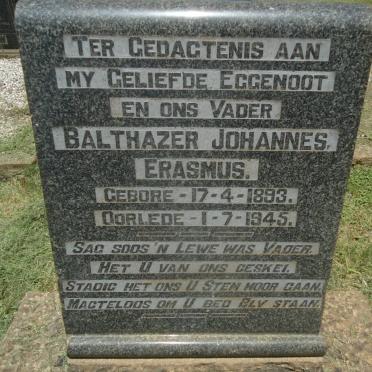 TER GEDAGTENIS AAN
MY GELIEFDE EGGENOOT
EN ONS VADER
BALTHAZER JOHANNES.
ERASMUS.
GEBORE - 17-4-1893.
OORLEDE - 1-7-1945.
SAG SOOS 'N LEWE WAS VADER.
HET U VAN ONS GESKEI.
STADIG HET ONS U STEM HOOR GAAN.
MAGTELOOS OM U BED BLY STAAN.